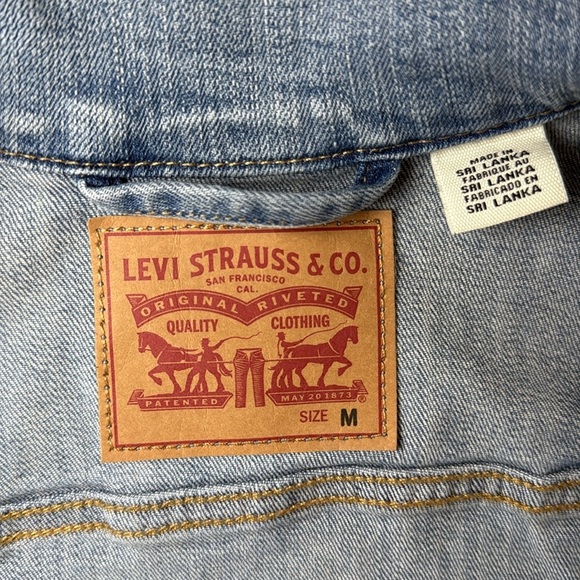 MADE IN
SRI LANKA
FABRIQUÉ AU
SRI LANKA
FABRICADO EN
SRI LANKA
LEVI STRAUSS & CO.
SAN FRANCISCO
CAL.
ORIGINAL RIVETED
QUALITY CLOTHING
PATENTED MAY 20 1873
SIZE M